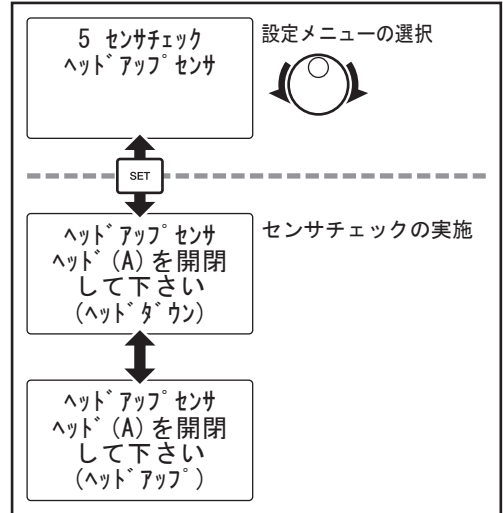 5 ｾﾝｻﾁｪｯｸ
ﾍｯﾄﾞｱｯﾌﾟｾﾝｻ
設定メニューの選択
SET
ﾍｯﾄﾞｱｯﾌﾟｾﾝｻ
ﾍｯﾄﾞ(A)を開閉
して下さい
(ﾍｯﾄﾞﾀﾞｳﾝ)
センサチェックの実施
ﾍｯﾄﾞｱｯﾌﾟｾﾝｻ
ﾍｯﾄﾞ(A)を開閉
して下さい
(ﾍｯﾄﾞｱｯﾌﾟ)